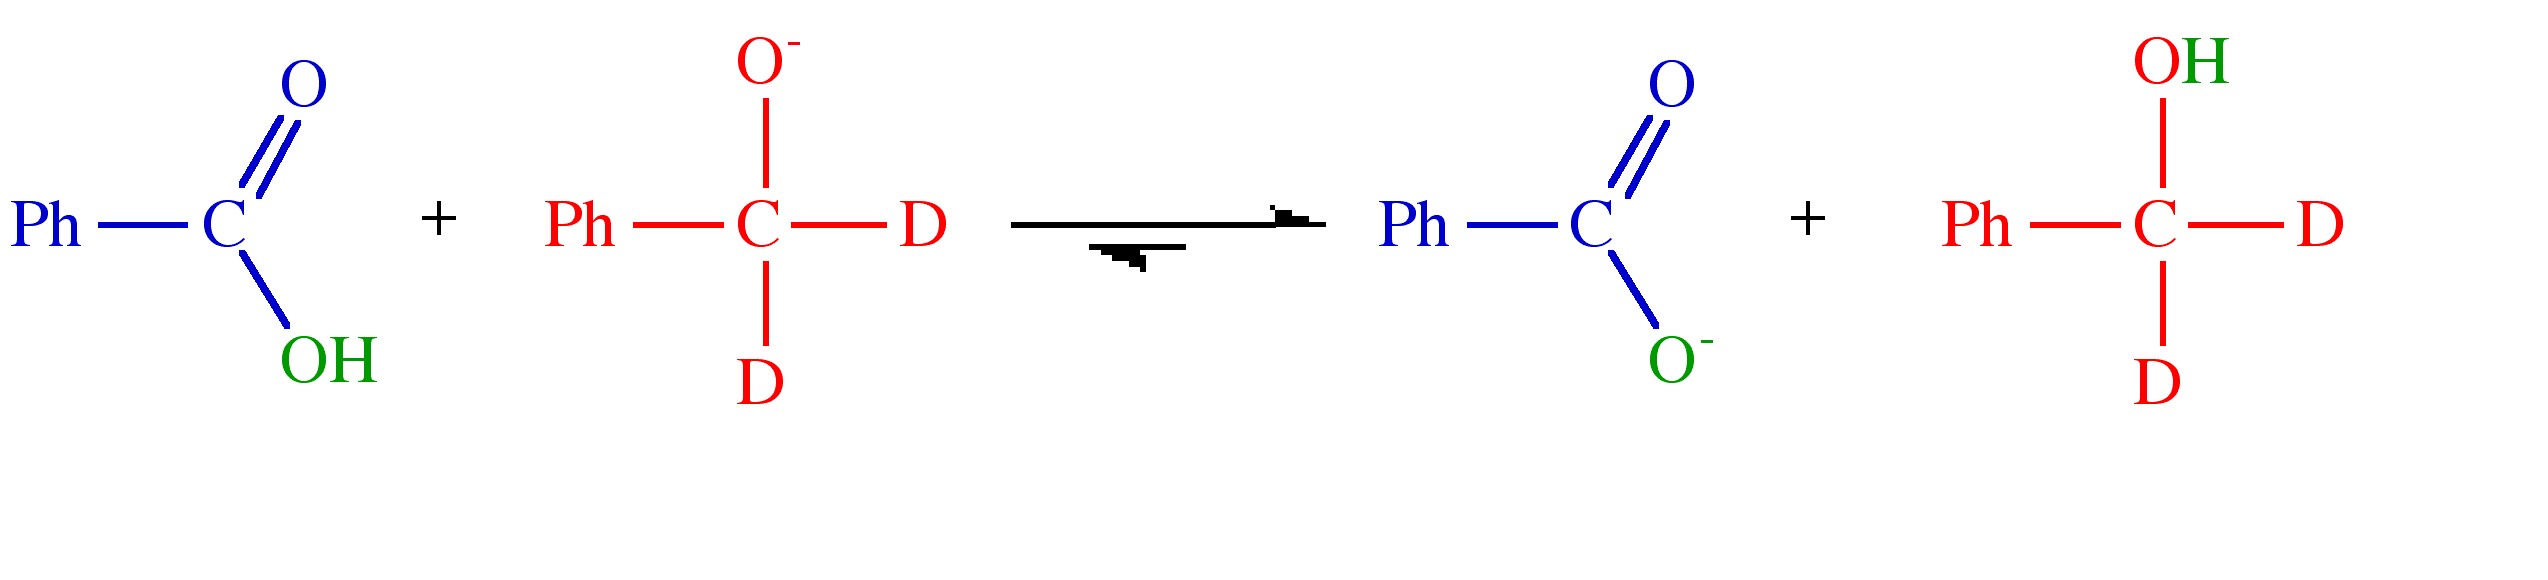 O O⁻ O OH
Ph C + Ph C D Ph C + Ph C D
OH D O⁻ D